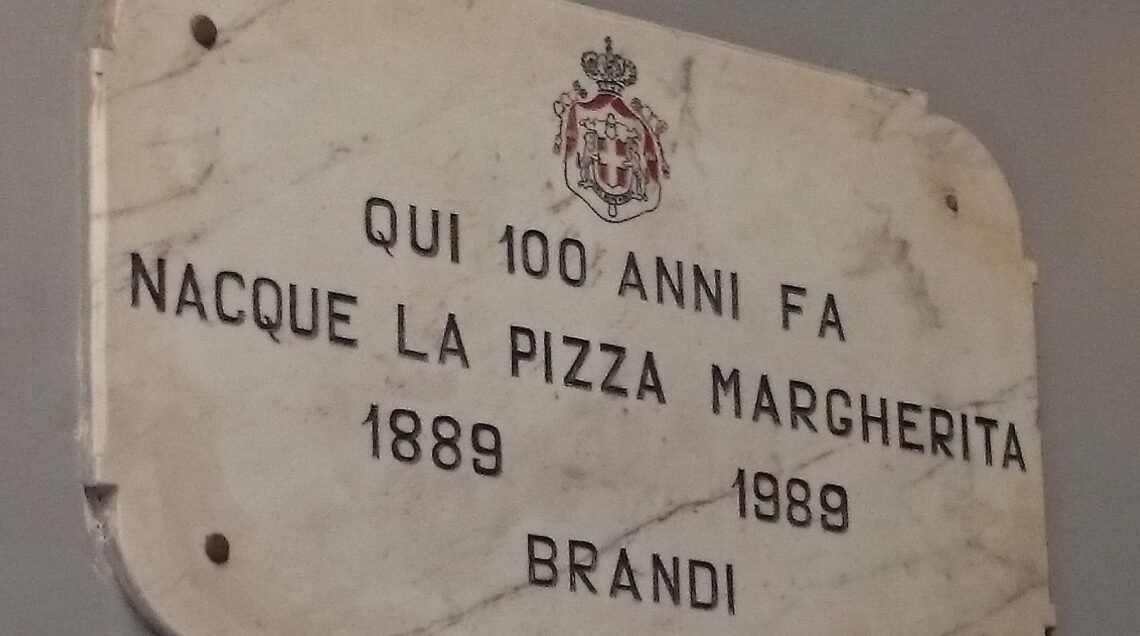 QUI 100 ANNI FA
NACQUE LA PIZZA MARGHERITA
1889 1989
BRANDI